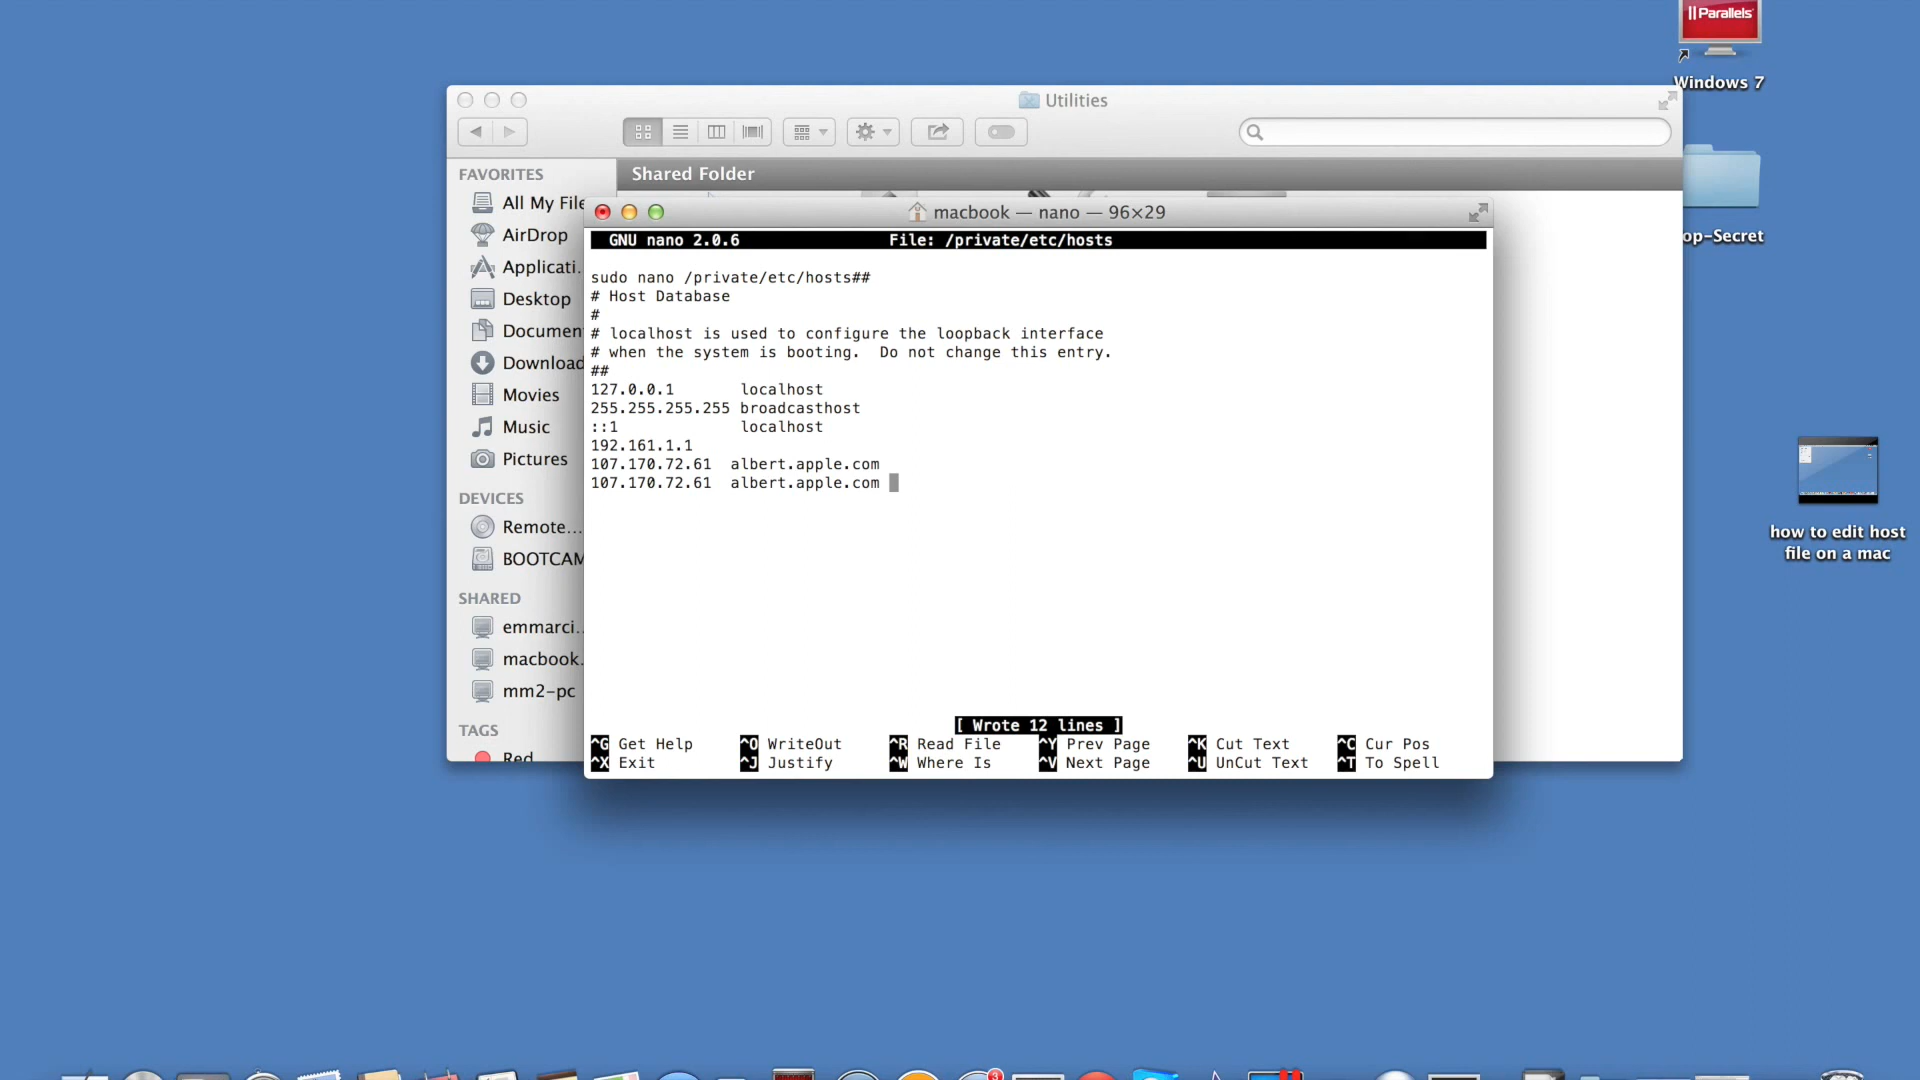 Parallels
Windows 7
Utilities
FAVORITES
Shared Folder
All My File
AirDrop
Applicati...
Desktop
Documen
Download
Movies
Music
Pictures
DEVICES
Remote...
BOOTCAM
SHARED
emmarci...
macbook...
mm2-pc
TAGS
Red
macbook — nano — 96×29
GNU nano 2.0.6 File: /private/etc/hosts
sudo nano /private/etc/hosts##
# Host Database
#
# localhost is used to configure the loopback interface
# when the system is booting.  Do not change this entry.
##
127.0.0.1 localhost
255.255.255.255 broadcasthost
::1 localhost
192.161.1.1
107.170.72.61 albert.apple.com
107.170.72.61 albert.apple.com
[ Wrote 12 lines ]
^G Get Help ^O WriteOut ^R Read File ^Y Prev Page ^K Cut Text ^C Cur Pos
^X Exit ^J Justify ^W Where Is ^V Next Page ^U UnCut Text ^T To Spell
op-Secret
how to edit host
file on a mac
3